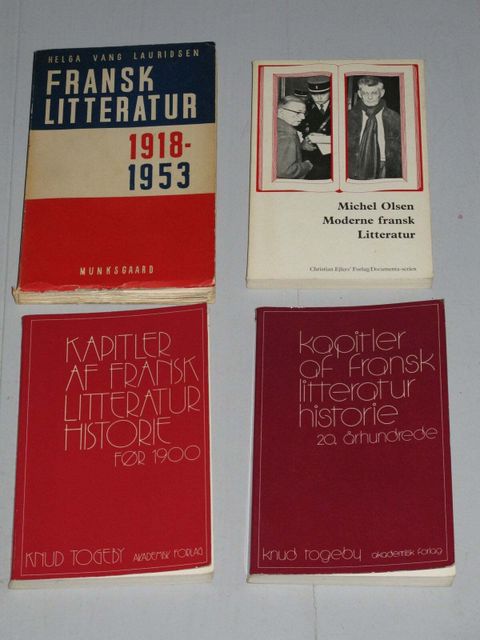 HELGA VANG LAURIDSEN
FRANSK
LITTERATUR
1918-
1953
MUNKSGAARD
Michel Olsen
Moderne fransk
Litteratur
Christian Ejlers' Forlag/Documenta-serien
KAPITLER
AF FRANSK
LITTERATUR
HISTORIE
FØR 1900
KNUD TOGEBY AKADEMISK FORLAG
kapitler
af fransk
litteratur
historie
20. århundrede
knud togeby akademisk forlag